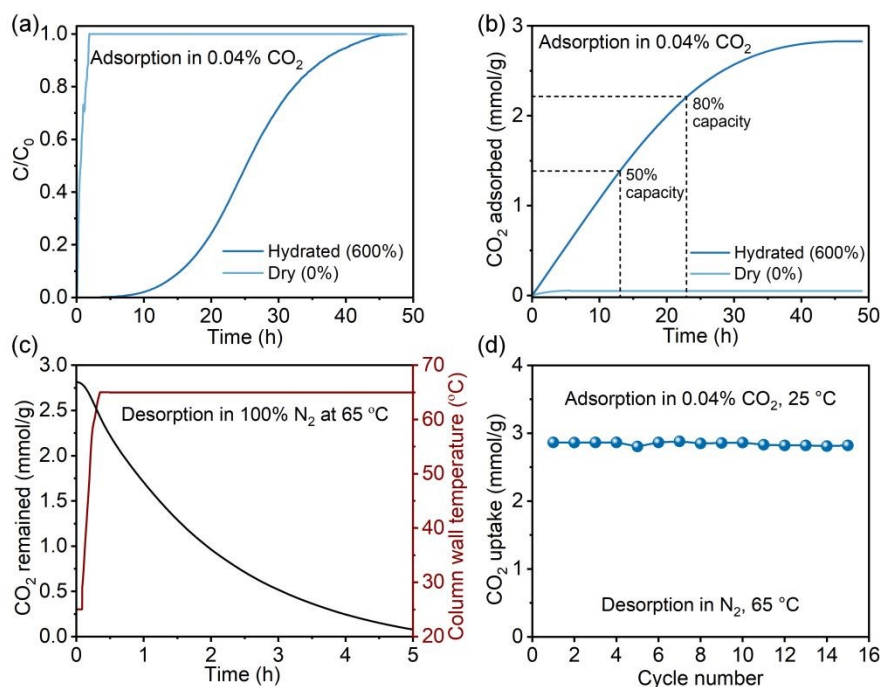 (a)
1.0
0.8
0.6
0.4
0.2
0.0
C/C₀
Adsorption in 0.04% CO₂
Hydrated (600%)
Dry (0%)
0 10 20 30 40 50
Time (h)
(b)
3
2
1
0
CO₂ adsorbed (mmol/g)
Adsorption in 0.04% CO₂
80%
capacity
50%
capacity
Hydrated (600%)
Dry (0%)
0 10 20 30 40 50
Time (h)
(c)
3.0
2.5
2.0
1.5
1.0
0.5
0.0
CO₂ remained (mmol/g)
Desorption in 100% N₂ at 65 °C
70
60
50
40
30
20
Column wall temperature (°C)
0 1 2 3 4 5
Time (h)
(d)
4
3
2
1
0
CO₂ uptake (mmol/g)
Adsorption in 0.04% CO₂, 25 °C
Desorption in N₂, 65 °C
0 2 4 6 8 10 12 14 16
Cycle number